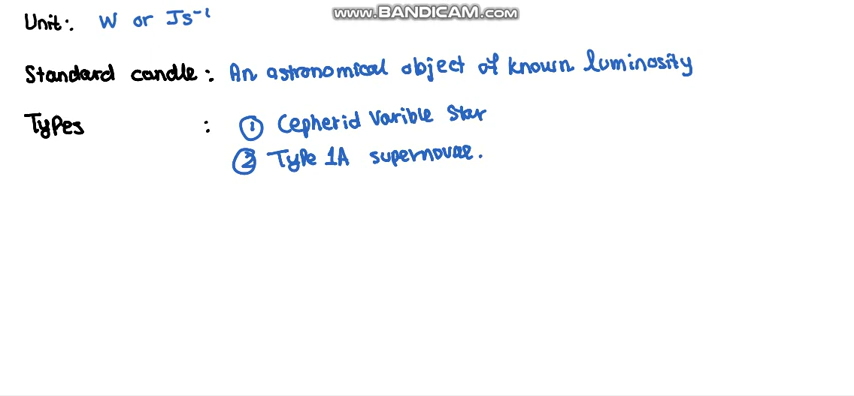 www.BANDICAM.com
Unit: W or Js⁻¹
Standard candle: An astronomical object of known luminosity
Types : ① Cepherid Varible Star
② Type 1A supernovae.